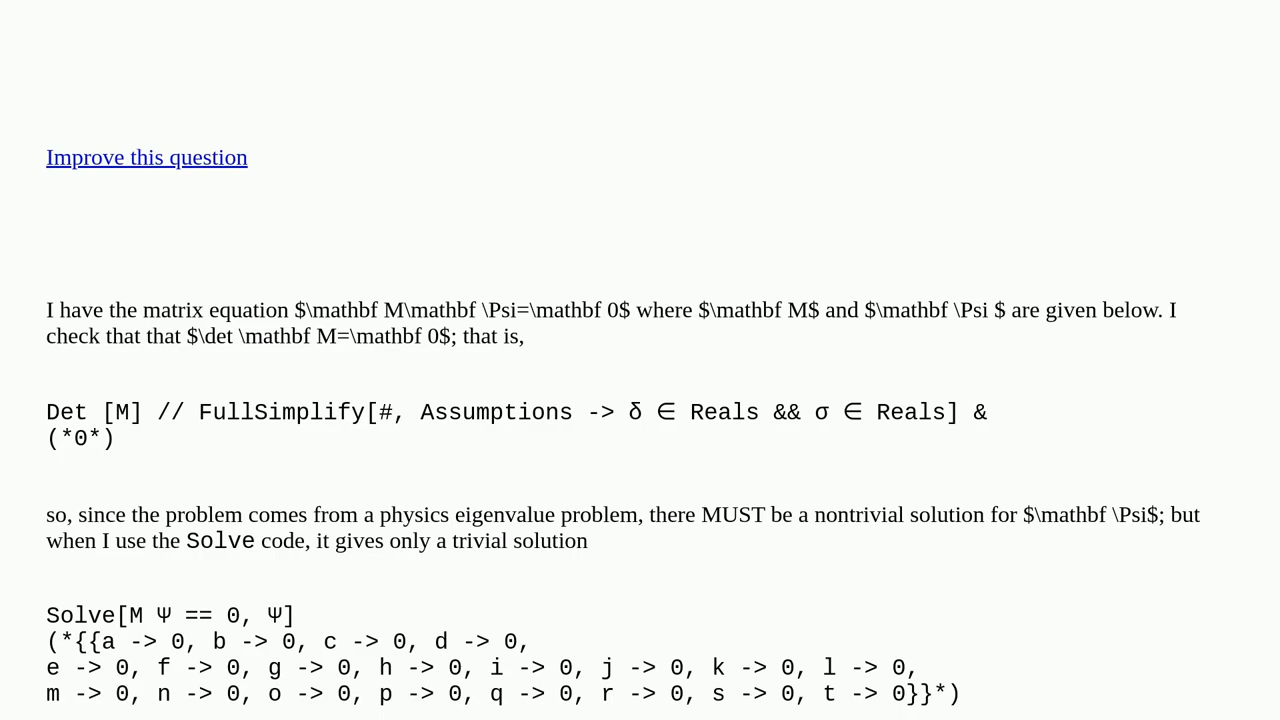 Improve this question
I have the matrix equation $\mathbf M\mathbf \Psi=\mathbf 0$ where $\mathbf M$ and $\mathbf \Psi $ are given below. I
check that that $\det \mathbf M=\mathbf 0$; that is,
Det [M] // FullSimplify[#, Assumptions -> δ ∈ Reals && σ ∈ Reals] &
(*0*)
so, since the problem comes from a physics eigenvalue problem, there MUST be a nontrivial solution for $\mathbf \Psi$; but
when I use the Solve code, it gives only a trivial solution
Solve[M Ψ == 0, Ψ]
(*{{a -> 0, b -> 0, c -> 0, d -> 0,
e -> 0, f -> 0, g -> 0, h -> 0, i -> 0, j -> 0, k -> 0, l -> 0,
m -> 0, n -> 0, o -> 0, p -> 0, q -> 0, r -> 0, s -> 0, t -> 0}}*)